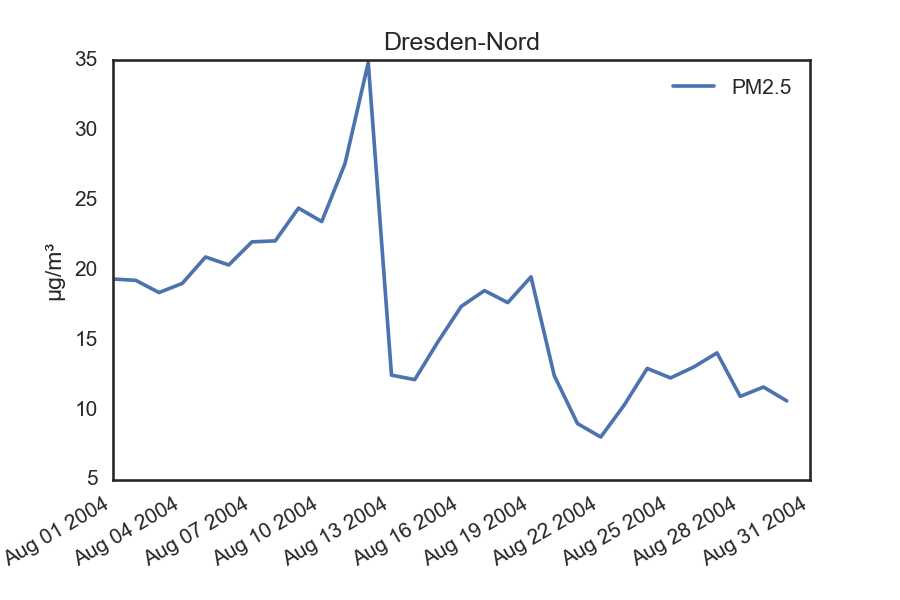 Dresden-Nord
PM2.5
µg/m³
35
30
25
20
15
10
5
Aug 01 2004
Aug 04 2004
Aug 07 2004
Aug 10 2004
Aug 13 2004
Aug 16 2004
Aug 19 2004
Aug 22 2004
Aug 25 2004
Aug 28 2004
Aug 31 2004